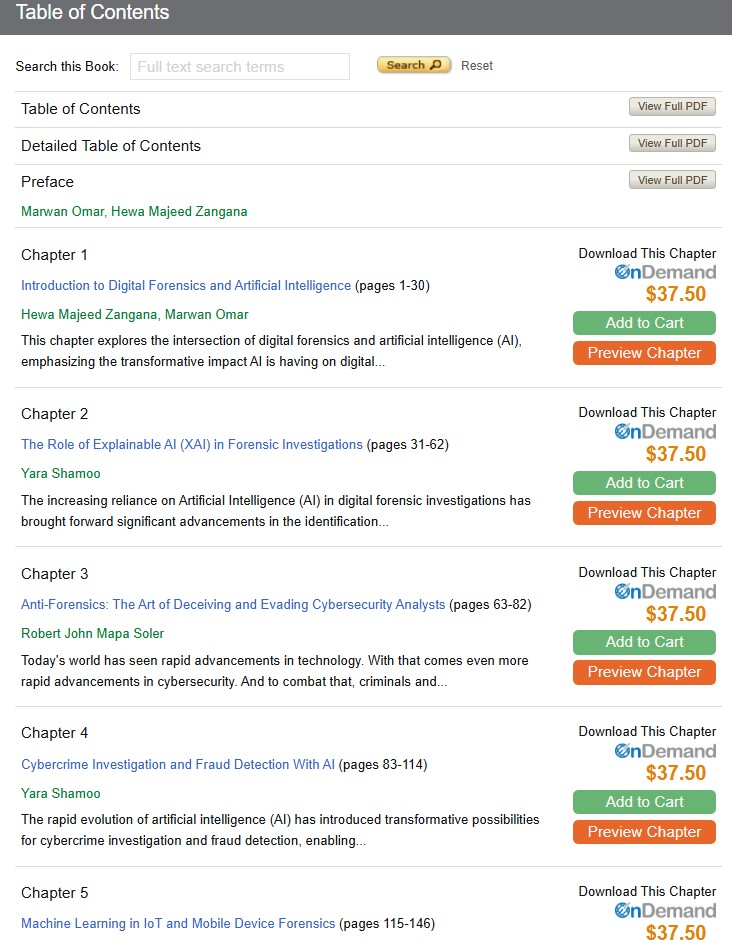 Table of Contents
Search this Book:
Full text search terms
Search
Reset
Table of Contents
View Full PDF
Detailed Table of Contents
View Full PDF
Preface
View Full PDF
Marwan Omar, Hewa Majeed Zangana
Chapter 1
Introduction to Digital Forensics and Artificial Intelligence (pages 1-30)
Hewa Majeed Zangana, Marwan Omar
This chapter explores the intersection of digital forensics and artificial intelligence (AI),
emphasizing the transformative impact AI is having on digital...
Download This Chapter
OnDemand
$37.50
Add to Cart
Preview Chapter
Chapter 2
The Role of Explainable AI (XAI) in Forensic Investigations (pages 31-62)
Yara Shamoo
The increasing reliance on Artificial Intelligence (AI) in digital forensic investigations has
brought forward significant advancements in the identification...
Download This Chapter
OnDemand
$37.50
Add to Cart
Preview Chapter
Chapter 3
Anti-Forensics: The Art of Deceiving and Evading Cybersecurity Analysts (pages 63-82)
Robert John Mapa Soler
Today's world has seen rapid advancements in technology. With that comes even more
rapid advancements in cybersecurity. And to combat that, criminals and...
Download This Chapter
OnDemand
$37.50
Add to Cart
Preview Chapter
Chapter 4
Cybercrime Investigation and Fraud Detection With AI (pages 83-114)
Yara Shamoo
The rapid evolution of artificial intelligence (AI) has introduced transformative possibilities
for cybercrime investigation and fraud detection, enabling...
Download This Chapter
OnDemand
$37.50
Add to Cart
Preview Chapter
Chapter 5
Machine Learning in IoT and Mobile Device Forensics (pages 115-146)
Download This Chapter
OnDemand
$37.50